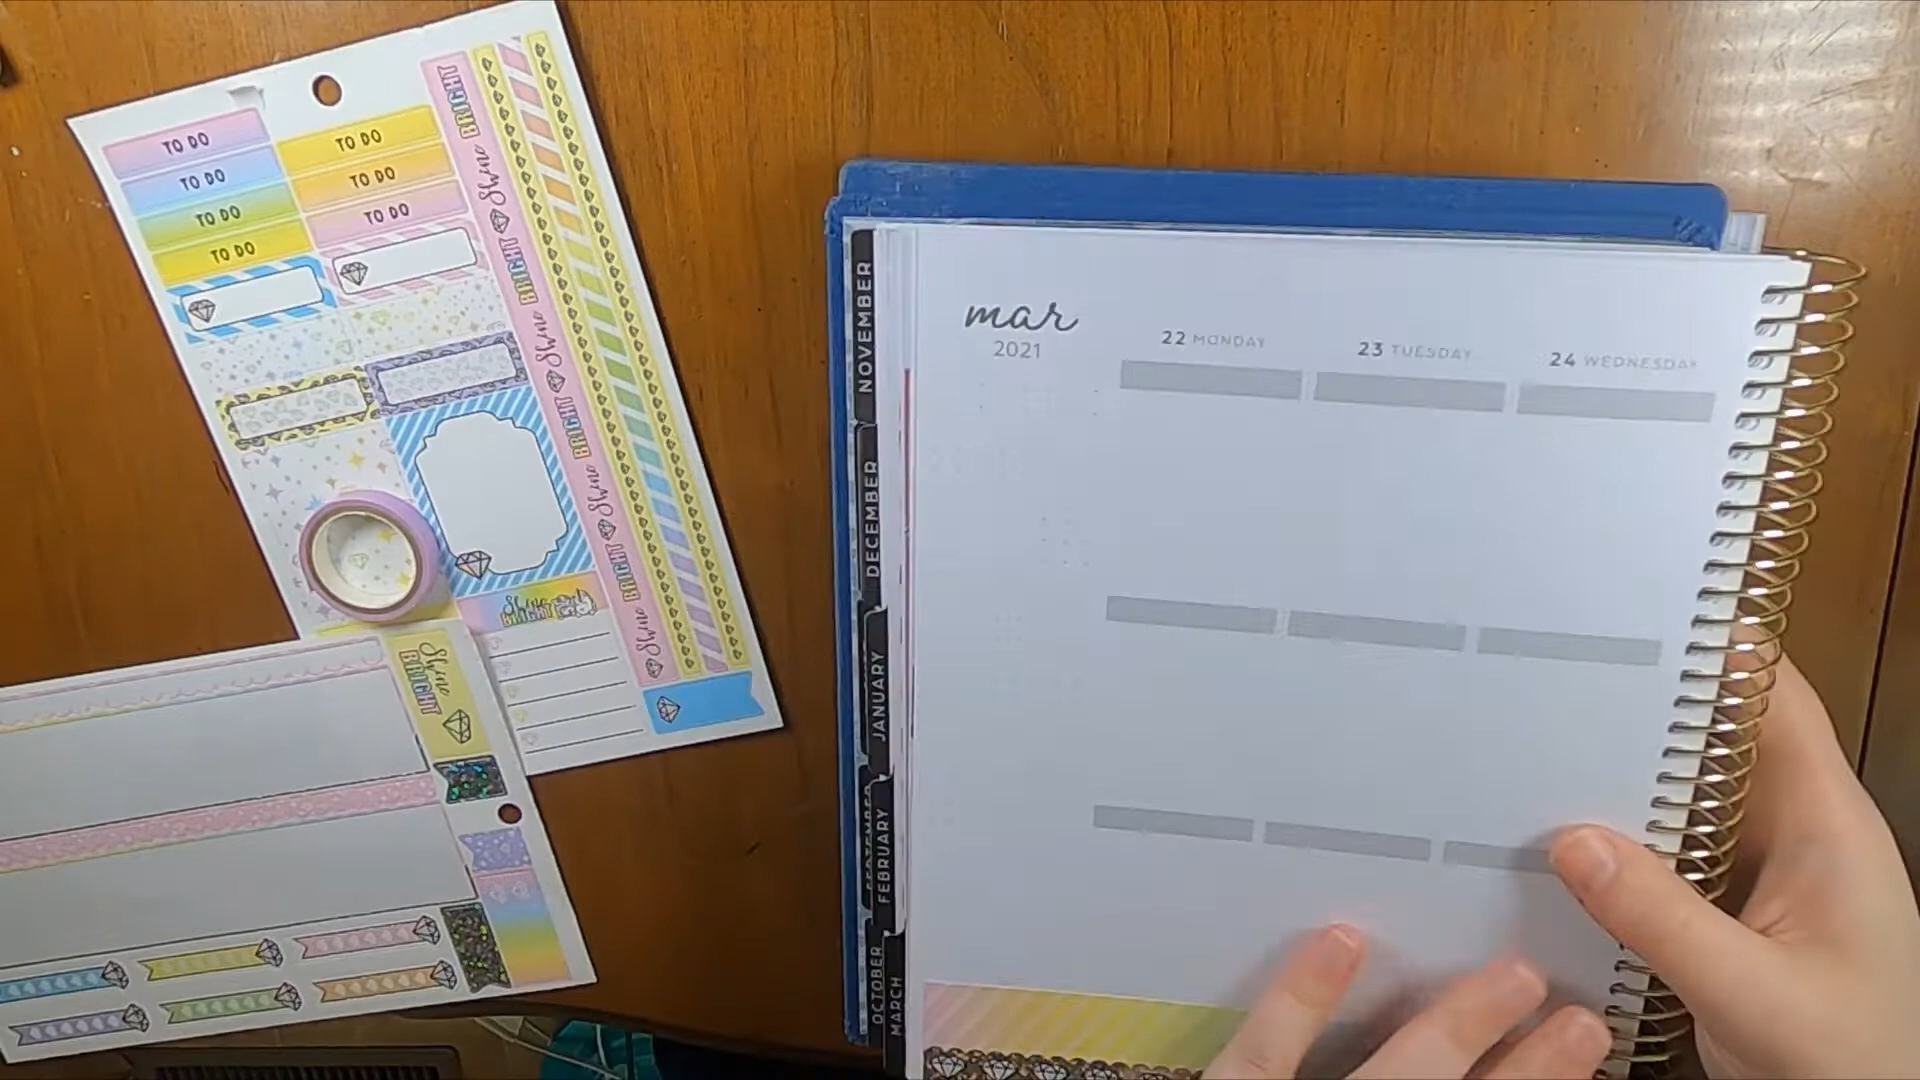 TO DO
TO DO
TO DO
TO DO
TO DO
TO DO
TO DO
Shine BRIGHT Shine BRIGHT Shine BRIGHT Shine BRIGHT
Shine
BRIGHT
Shine
BRIGHT
NOVEMBER
DECEMBER
JANUARY
SEPTEMBER
FEBRUARY
OCTOBER
MARCH
mar
2021
22 MONDAY
23 TUESDAY
24 WEDNESDAY